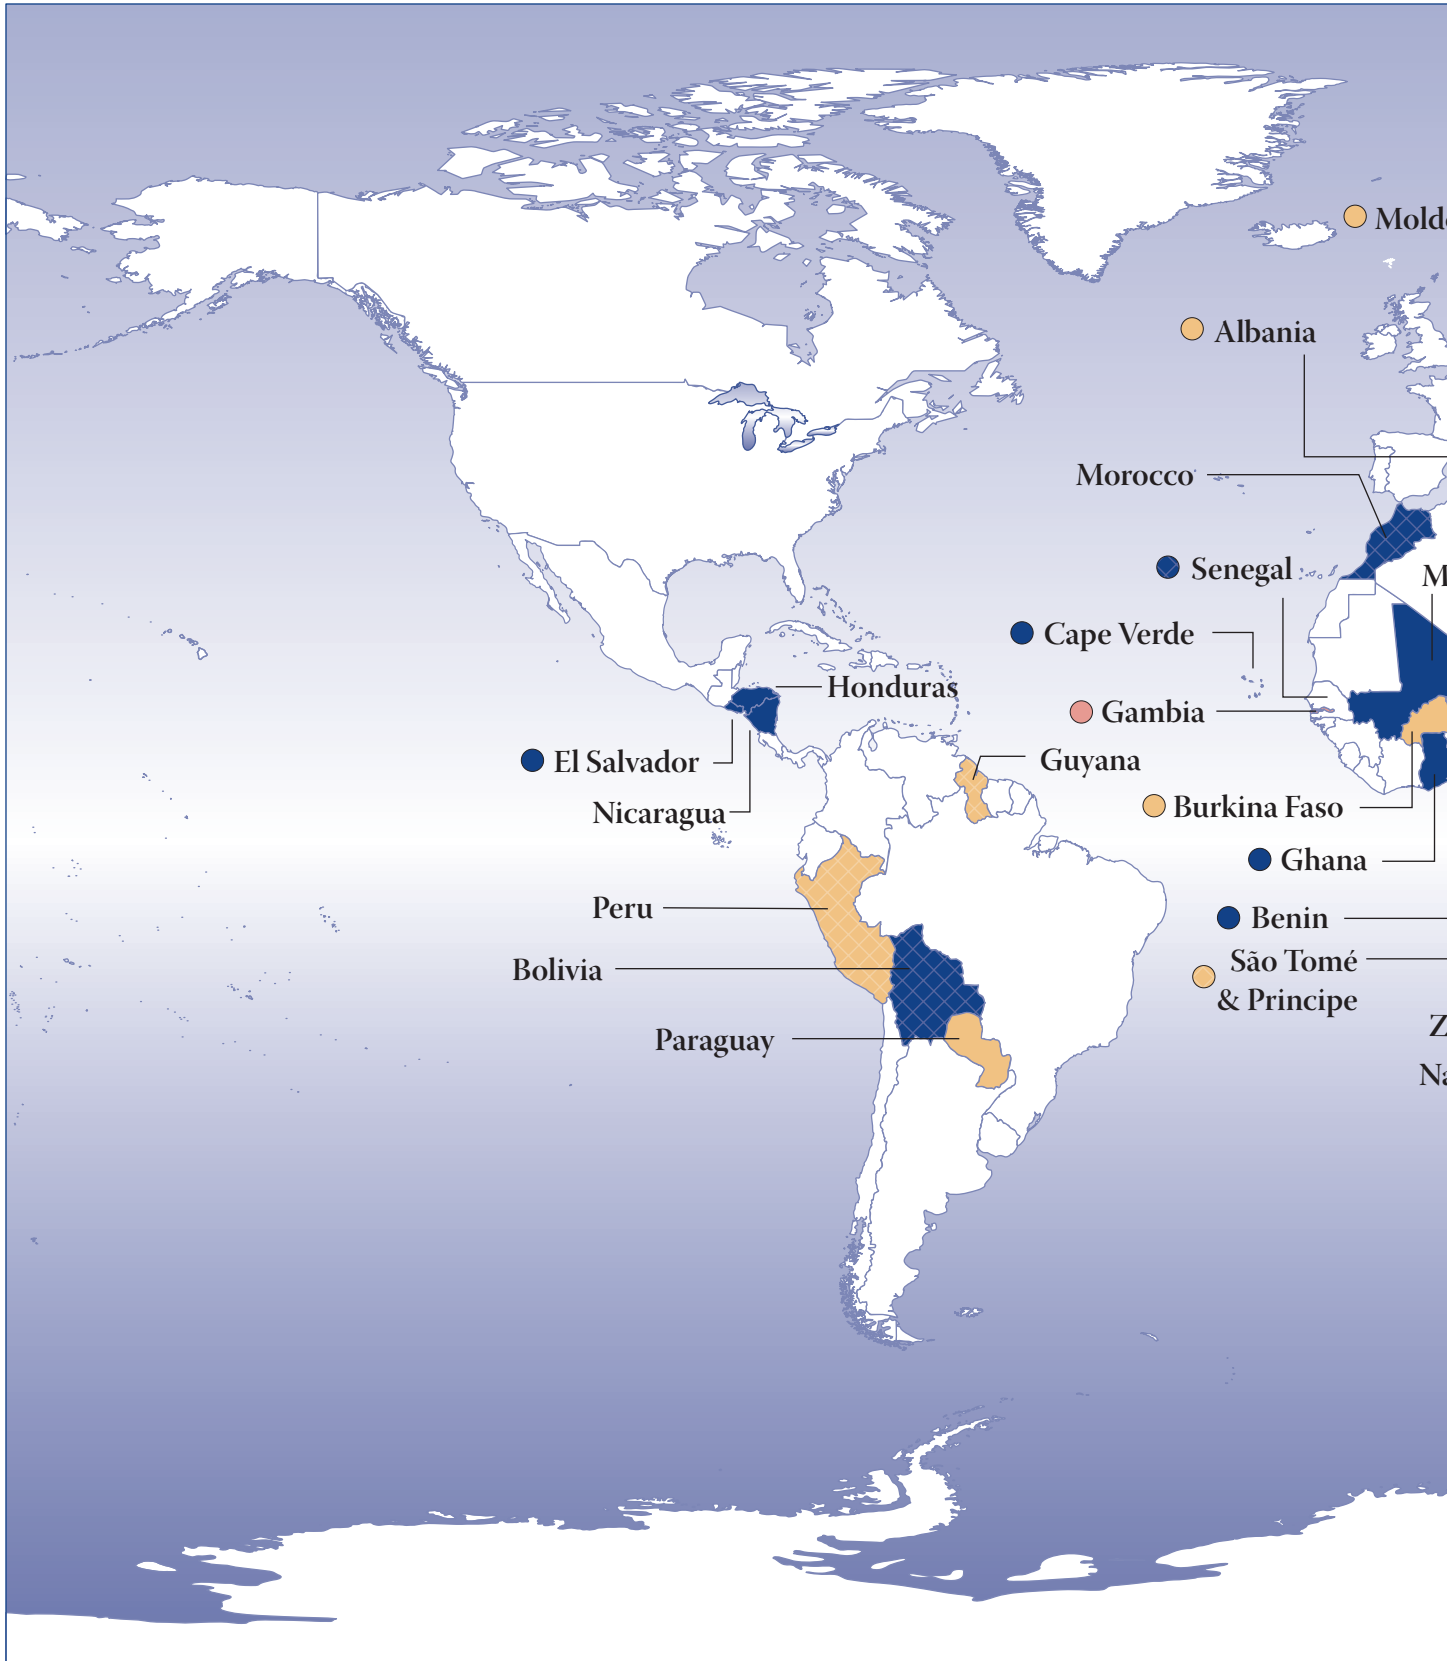 Mold
Albania
Morocco
Senegal
M
Cape Verde
Honduras
Gambia
El Salvador
Guyana
Nicaragua
Burkina Faso
Ghana
Peru
Benin
Bolivia
São Tomé
& Principe
Z
Paraguay
Na